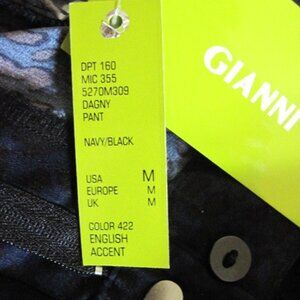 DPT 160
MIC 355
5270M309
DAGNY
PANT
NAVY/BLACK
USA M
EUROPE M
UK M
COLOR 422
ENGLISH
ACCENT
GIANNI